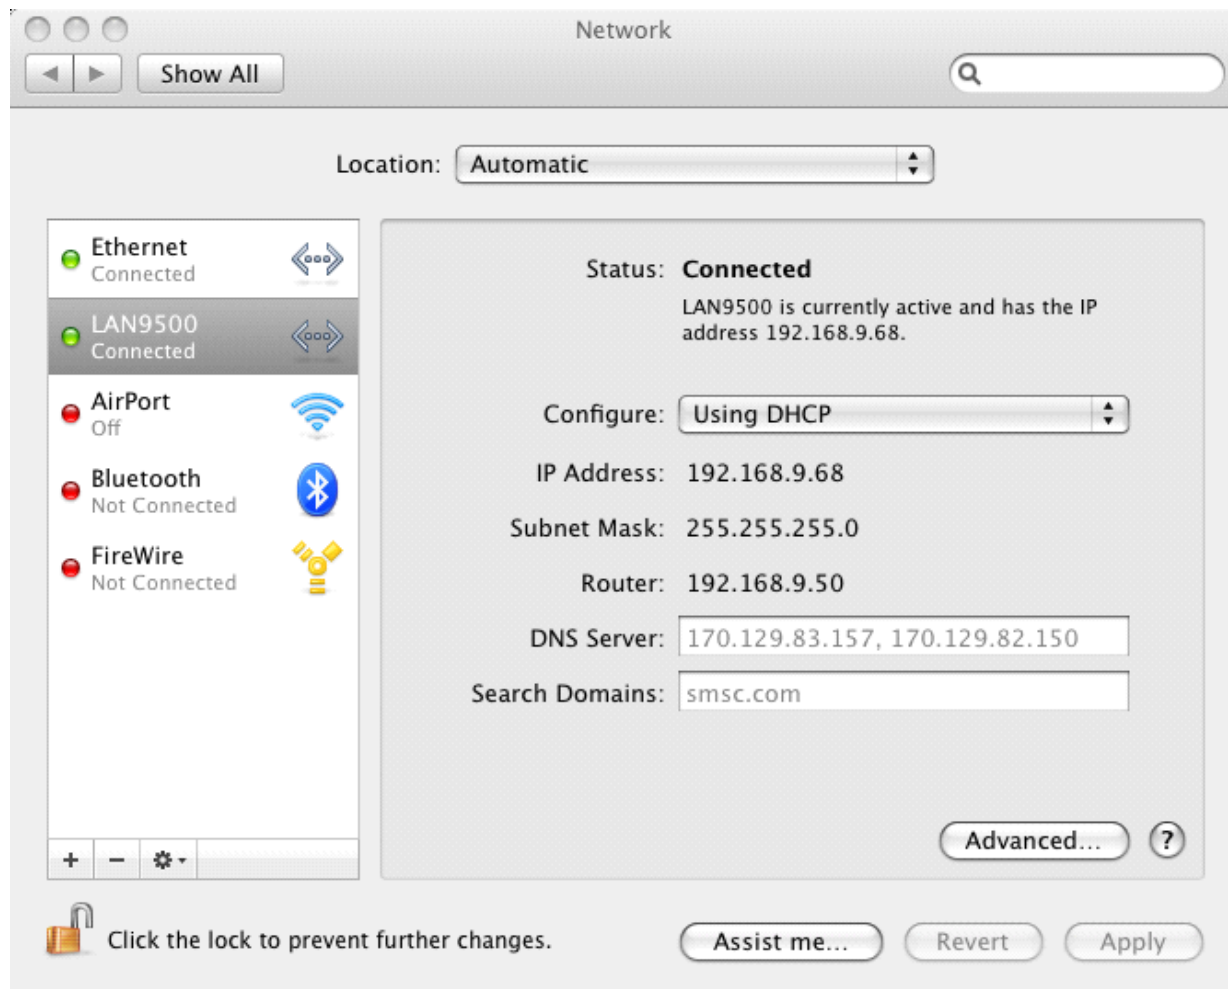 Network
Show All
Location: Automatic
Ethernet
Connected
LAN9500
Connected
AirPort
Off
Bluetooth
Not Connected
FireWire
Not Connected
Status: Connected
LAN9500 is currently active and has the IP
address 192.168.9.68.
Configure: Using DHCP
IP Address: 192.168.9.68
Subnet Mask: 255.255.255.0
Router: 192.168.9.50
DNS Server: 170.129.83.157, 170.129.82.150
Search Domains: smsc.com
Advanced... ?
Click the lock to prevent further changes.
Assist me... Revert Apply